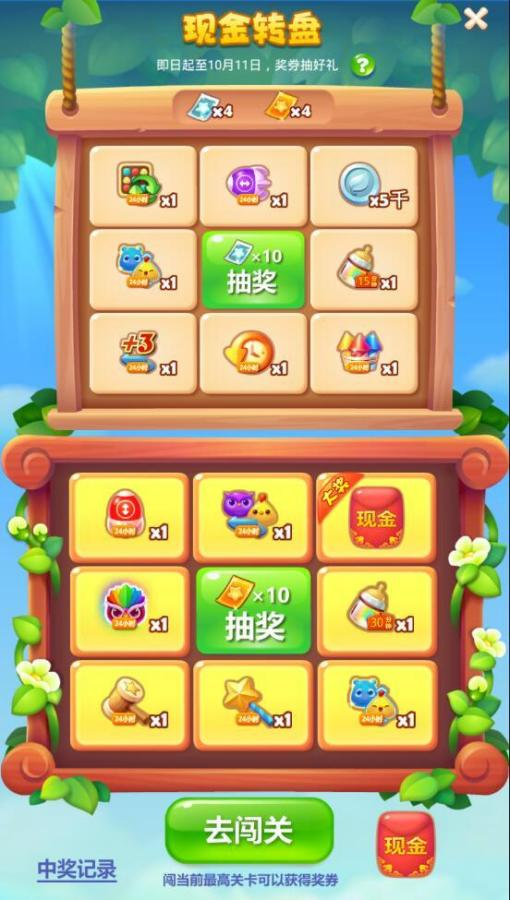 现金转盘
即日起至10月11日，奖券抽好礼 ?
x4 x4
24小时 x1
24小时 x1
x5千
24小时 x1
x10
抽奖
15分钟 x1
+3 24小时 x1
24小时 x1
24小时 x1
24小时 x1
24小时 x1
大奖
现金
24小时 x1
x10
抽奖
30分钟 x1
24小时 x1
24小时 x1
24小时 x1
去闯关
现金
中奖记录
闯当前最高关卡可以获得奖券